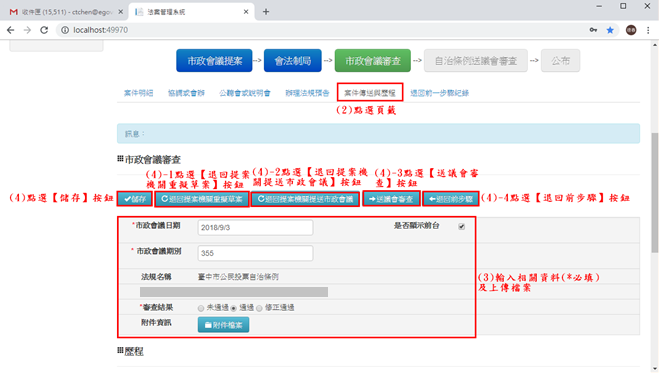 收件匣 (15,511) - ctchen@egou
法案管理系統
localhost:49970
市政會議提案 --> 會法制局 --> 市政會議審查 --> 自治條例送議會審查 --> 公布
案件明細 協調或會辦 公聽會或說明會 辦理法規預告 案件傳送與歷程 退回前一步驟紀錄
(2)點選頁籤
訊息：
市政會議審查
(4)-1點選【退回提案機關重擬草案】按鈕
(4)-2點選【退回提案機關提送市政會議】按鈕
(4)-3點選【送議會審查】按鈕
(4)點選【儲存】按鈕
儲存 退回提案機關重擬草案 退回提案機關提送市政會議 送議會審查 退回前步驟
(4)-4點選【退回前步驟】按鈕
*市政會議日期 2018/9/3 是否顯示前台
* 市政會議期別 355
法規名稱 臺中市公民投票自治條例
(3)輸入相關資料(*必填)及上傳檔案
*審查結果 未通過 通過 修正通過
附件資訊 附件檔案
歷程